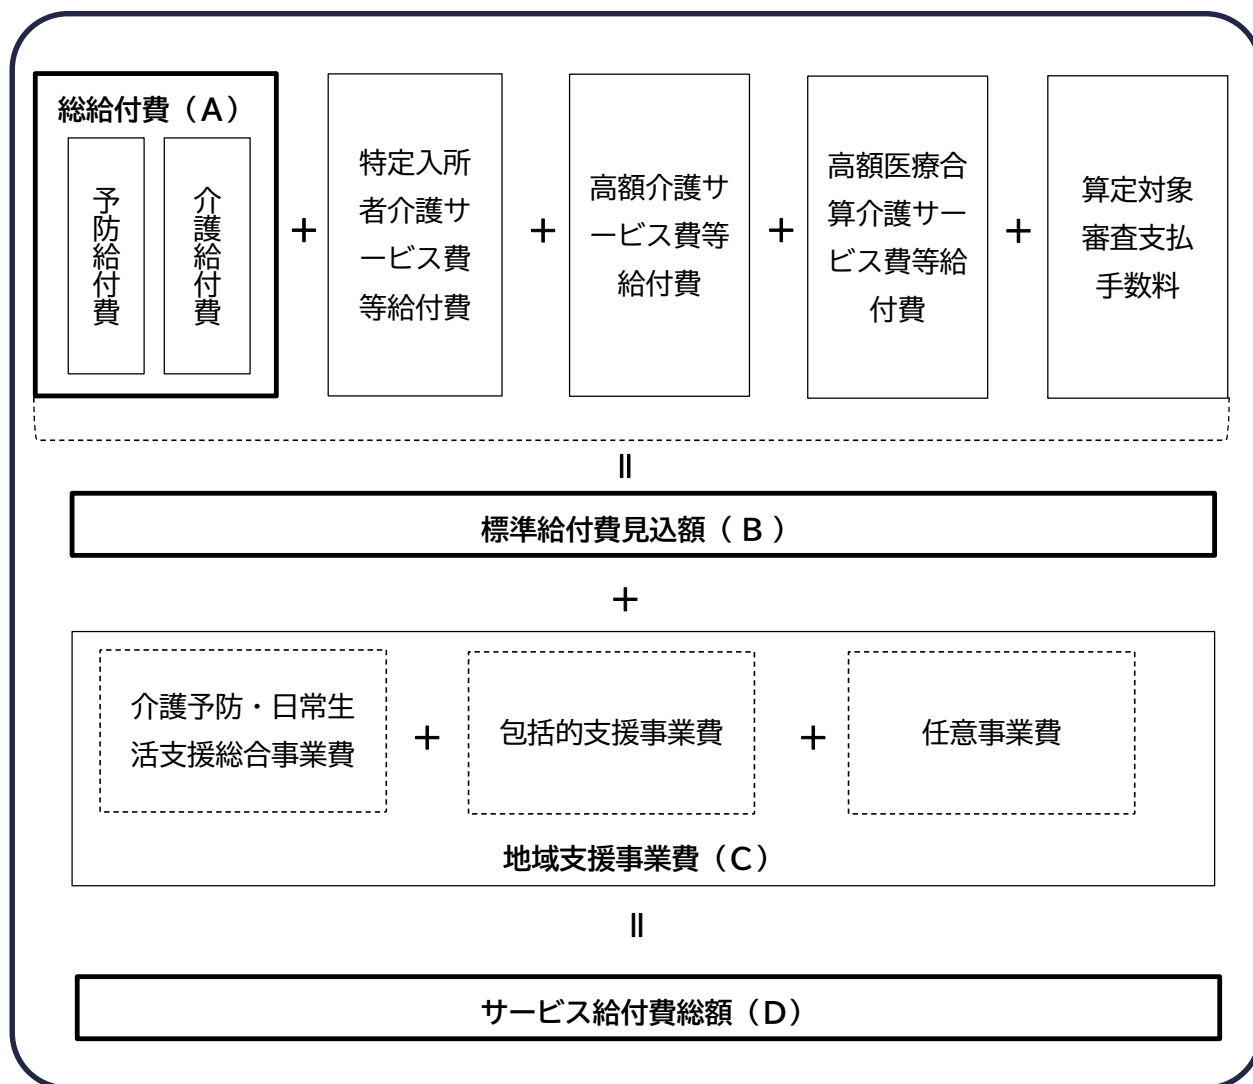 総給付費（A）
予防給付費
介護給付費
＋
特定入所
者介護サ
ービス費
等給付費
＋
高額介護サ
ービス費等
給付費
＋
高額医療合
算介護サー
ビス費等給
付費
＋
算定対象
審査支払
手数料
＝
標準給付費見込額（ B ）
＋
介護予防・日常生
活支援総合事業費
＋
包括的支援事業費
＋
任意事業費
地域支援事業費（C）
＝
サービス給付費総額（D）